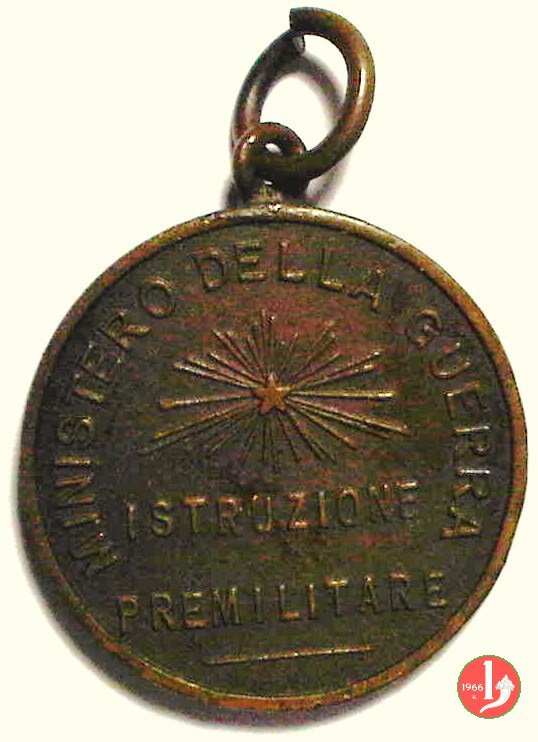 MINISTERO DELLA GUERRA
ISTRUZIONE
PREMILITARE
1966